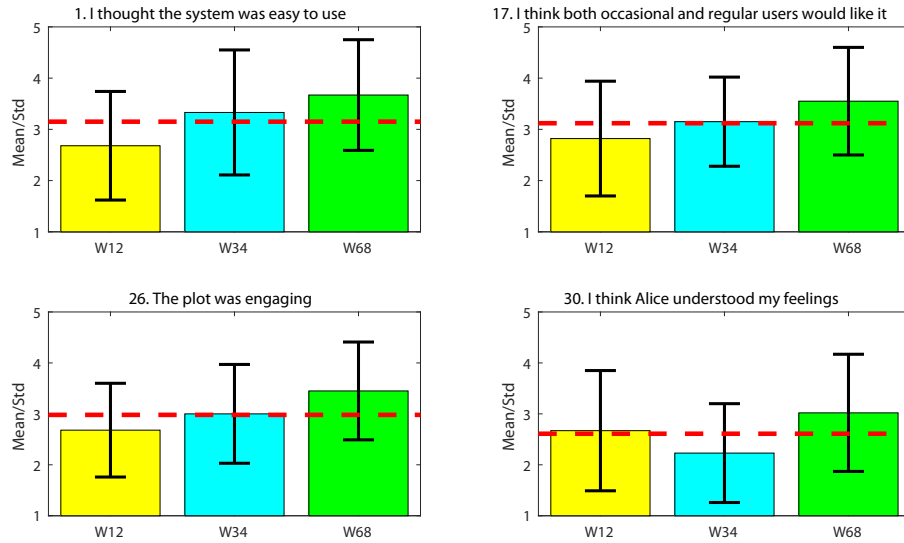 1. I thought the system was easy to use
5
4
3
2
1
Mean/Std
W12 W34 W68
17. I think both occasional and regular users would like it
5
4
3
2
1
Mean/Std
W12 W34 W68
26. The plot was engaging
5
4
3
2
1
Mean/Std
W12 W34 W68
30. I think Alice understood my feelings
5
4
3
2
1
Mean/Std
W12 W34 W68